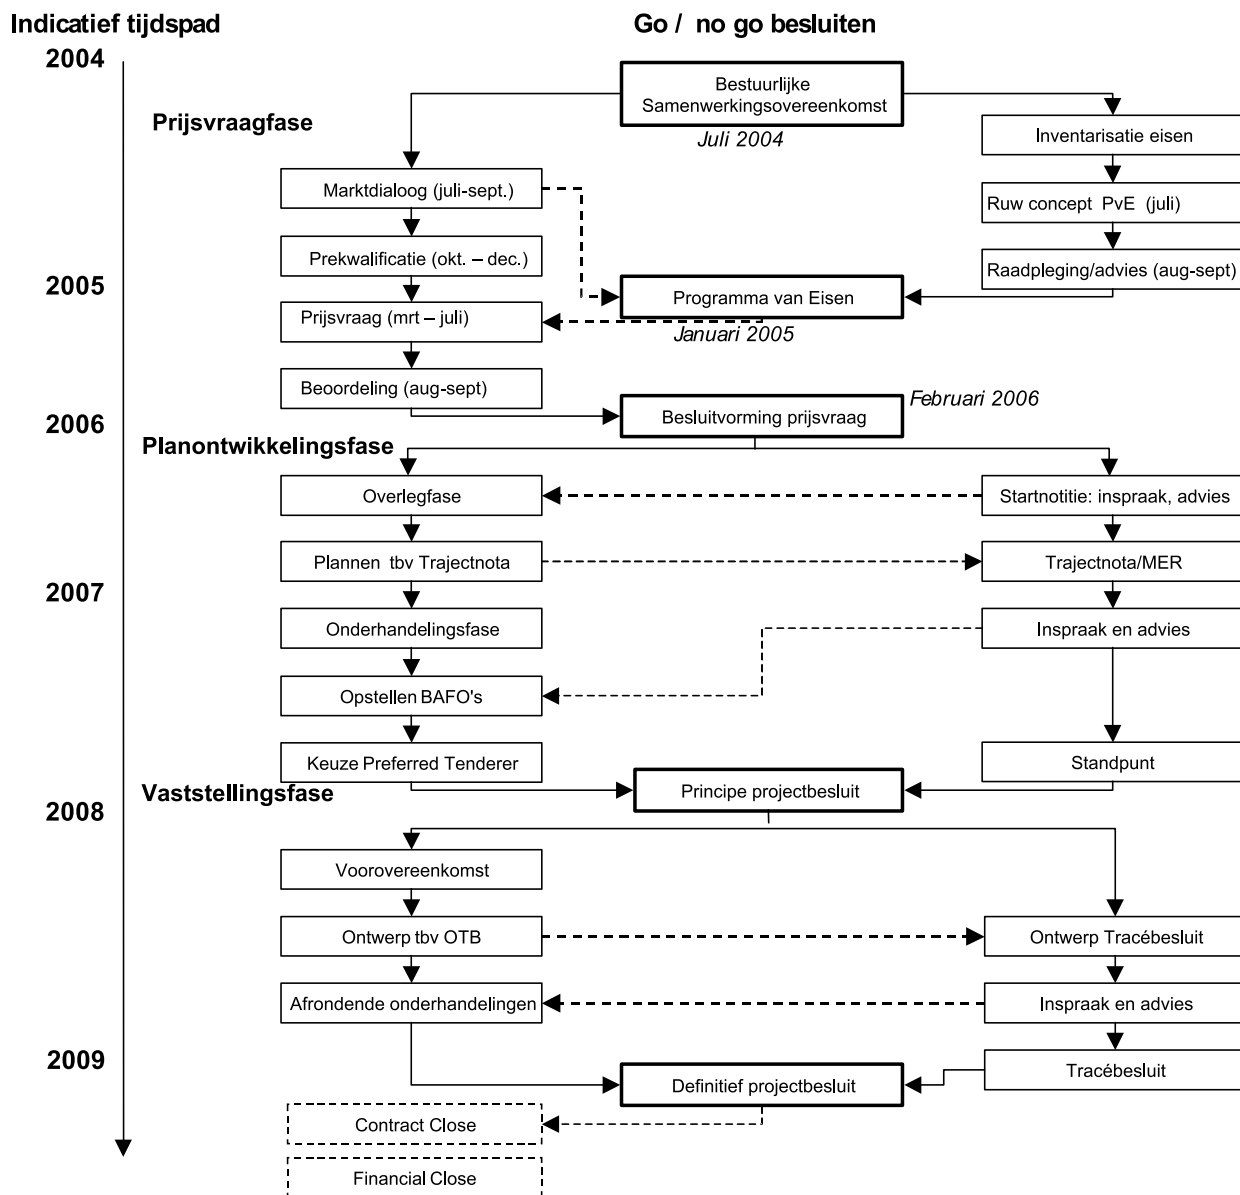 Indicatief tijdspad
Go / no go besluiten
2004
Bestuurlijke
Samenwerkingsovereenkomst
Prijsvraagfase
Juli 2004
Inventarisatie eisen
Marktdialoog (juli-sept.)
Ruw concept PvE (juli)
Prekwalificatie (okt. – dec.)
Raadpleging/advies (aug-sept)
2005
Programma van Eisen
Prijsvraag (mrt – juli)
Januari 2005
Beoordeling (aug-sept)
Februari 2006
2006
Besluitvorming prijsvraag
Planontwikkelingsfase
Overlegfase
Startnotitie: inspraak, advies
Plannen tbv Trajectnota
Trajectnota/MER
2007
Onderhandelingsfase
Inspraak en advies
Opstellen BAFO's
Keuze Preferred Tenderer
Standpunt
Vaststellingsfase
Principe projectbesluit
2008
Voorovereenkomst
Ontwerp tbv OTB
Ontwerp Tracébesluit
Afrondende onderhandelingen
Inspraak en advies
2009
Tracébesluit
Definitief projectbesluit
Contract Close
Financial Close